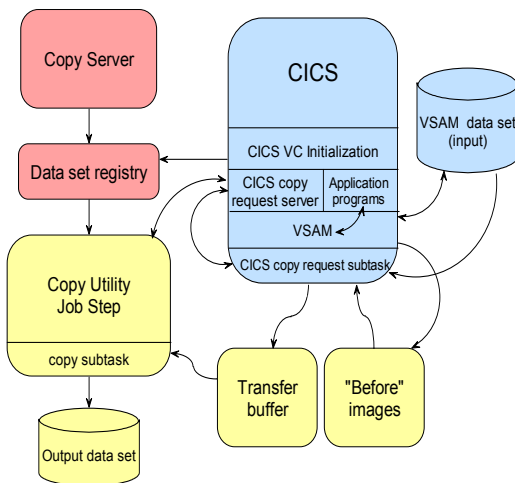 Copy Server
CICS
VSAM data set
(input)
CICS VC Initialization
Data set registry
CICS copy
request server
Application
programs
VSAM
CICS copy request subtask
Copy Utility
Job Step
copy subtask
Transfer
buffer
"Before"
images
Output data set